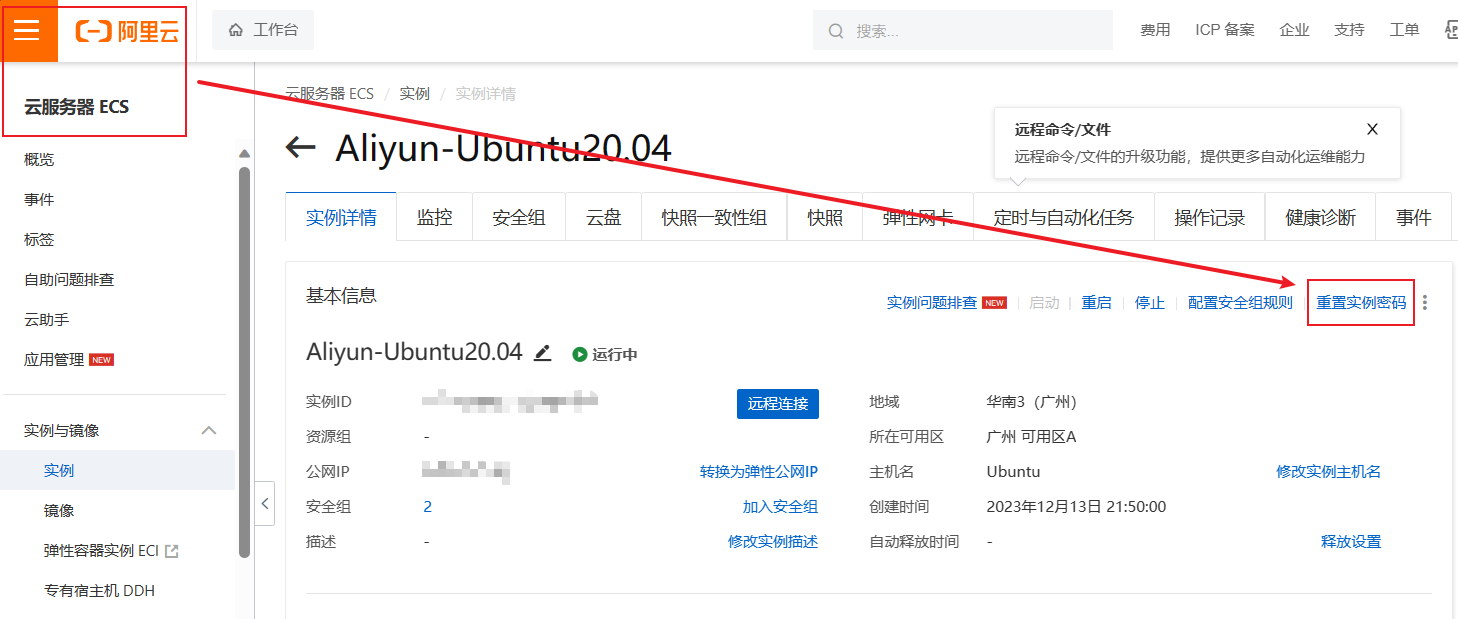 阿里云
工作台
搜索...
费用 ICP 备案 企业 支持 工单
云服务器 ECS
概览
事件
标签
自助问题排查
云助手
应用管理 NEW
实例与镜像
实例
镜像
弹性容器实例 ECI
专有宿主机 DDH
云服务器 ECS / 实例 / 实例详情
Aliyun-Ubuntu20.04
远程命令/文件 X
远程命令/文件的升级功能，提供更多自动化运维能力
实例详情 监控 安全组 云盘 快照一致性组 快照 弹性网卡 定时与自动化任务 操作记录 健康诊断 事件
基本信息
实例问题排查 NEW 启动 重启 停止 配置安全组规则 重置实例密码
Aliyun-Ubuntu20.04 运行中
实例ID 远程连接 地域 华南3（广州）
资源组 - 所在可用区 广州 可用区A
公网IP 转换为弹性公网IP 主机名 Ubuntu 修改实例主机名
安全组 2 加入安全组 创建时间 2023年12月13日 21:50:00
描述 - 修改实例描述 自动释放时间 - 释放设置